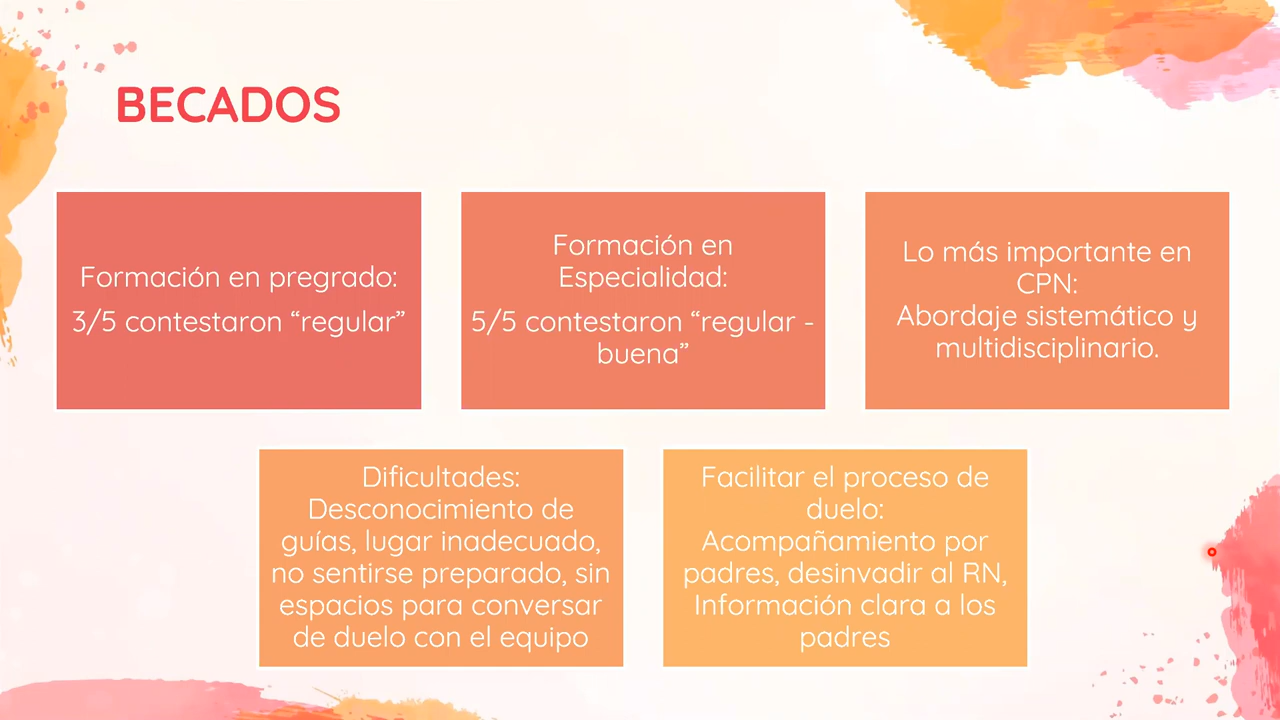 BECADOS
Formación en pregrado:
3/5 contestaron “regular”
Formación en
Especialidad:
5/5 contestaron “regular -
buena”
Lo más importante en
CPN:
Abordaje sistemático y
multidisciplinario.
Dificultades:
Desconocimiento de
guías, lugar inadecuado,
no sentirse preparado, sin
espacios para conversar
de duelo con el equipo
Facilitar el proceso de
duelo:
Acompañamiento por
padres, desinvadir al RN,
Información clara a los
padres